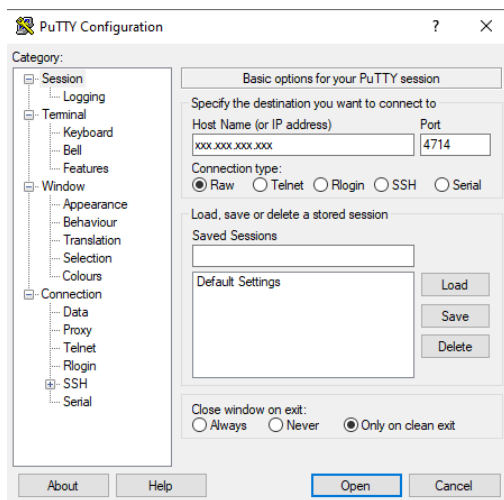 PuTTY Configuration
? ×
Category:
Session
Logging
Terminal
Keyboard
Bell
Features
Window
Appearance
Behaviour
Translation
Selection
Colours
Connection
Data
Proxy
Telnet
Rlogin
SSH
Serial
Basic options for your PuTTY session
Specify the destination you want to connect to
Host Name (or IP address) Port
xxx.xxx.xxx.xxx 4714
Connection type:
Raw Telnet Rlogin SSH Serial
Load, save or delete a stored session
Saved Sessions
Default Settings
Load
Save
Delete
Close window on exit:
Always Never Only on clean exit
About Help Open Cancel